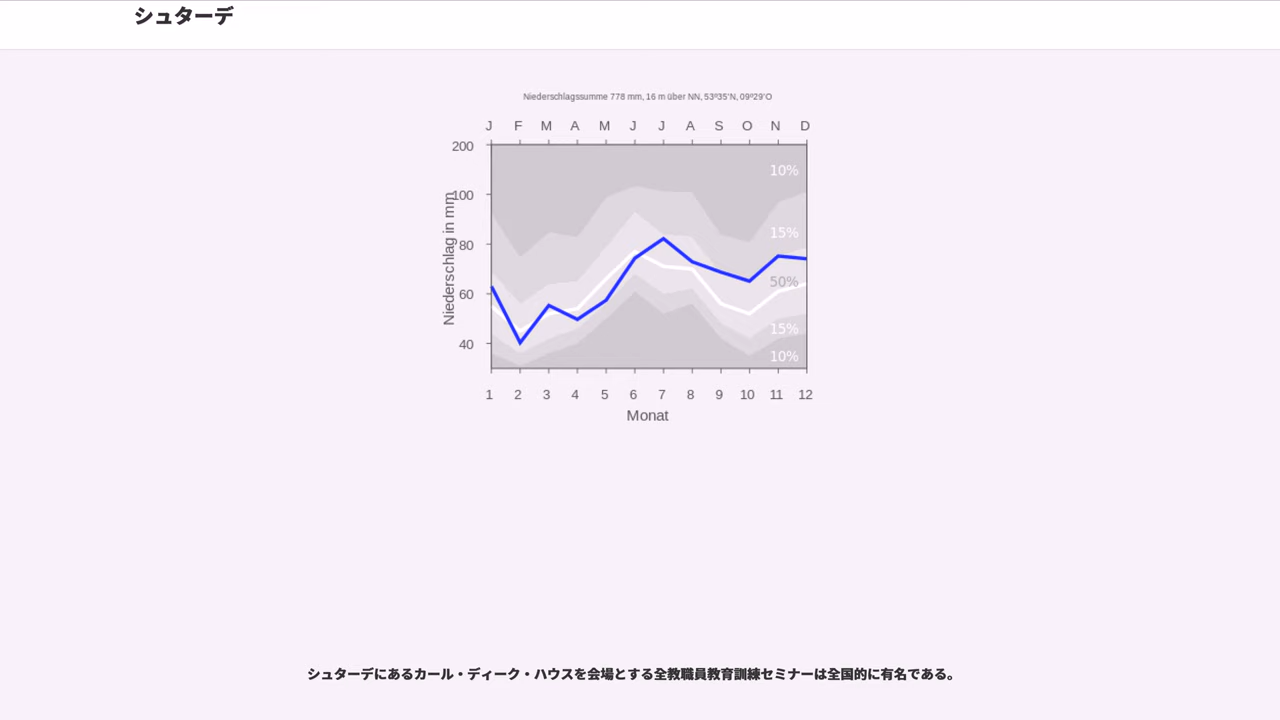 シュターデ
Niederschlagssumme 778 mm, 16 m über NN, 53º35'N, 09º29'O
J F M A M J J A S O N D
200
10%
100
15%
80
50%
60
15%
40
10%
Niederschlag in mm
1 2 3 4 5 6 7 8 9 10 11 12
Monat
シュターデにあるカール・ディーク・ハウスを会場とする全教職員教育訓練セミナーは全国的に有名である。